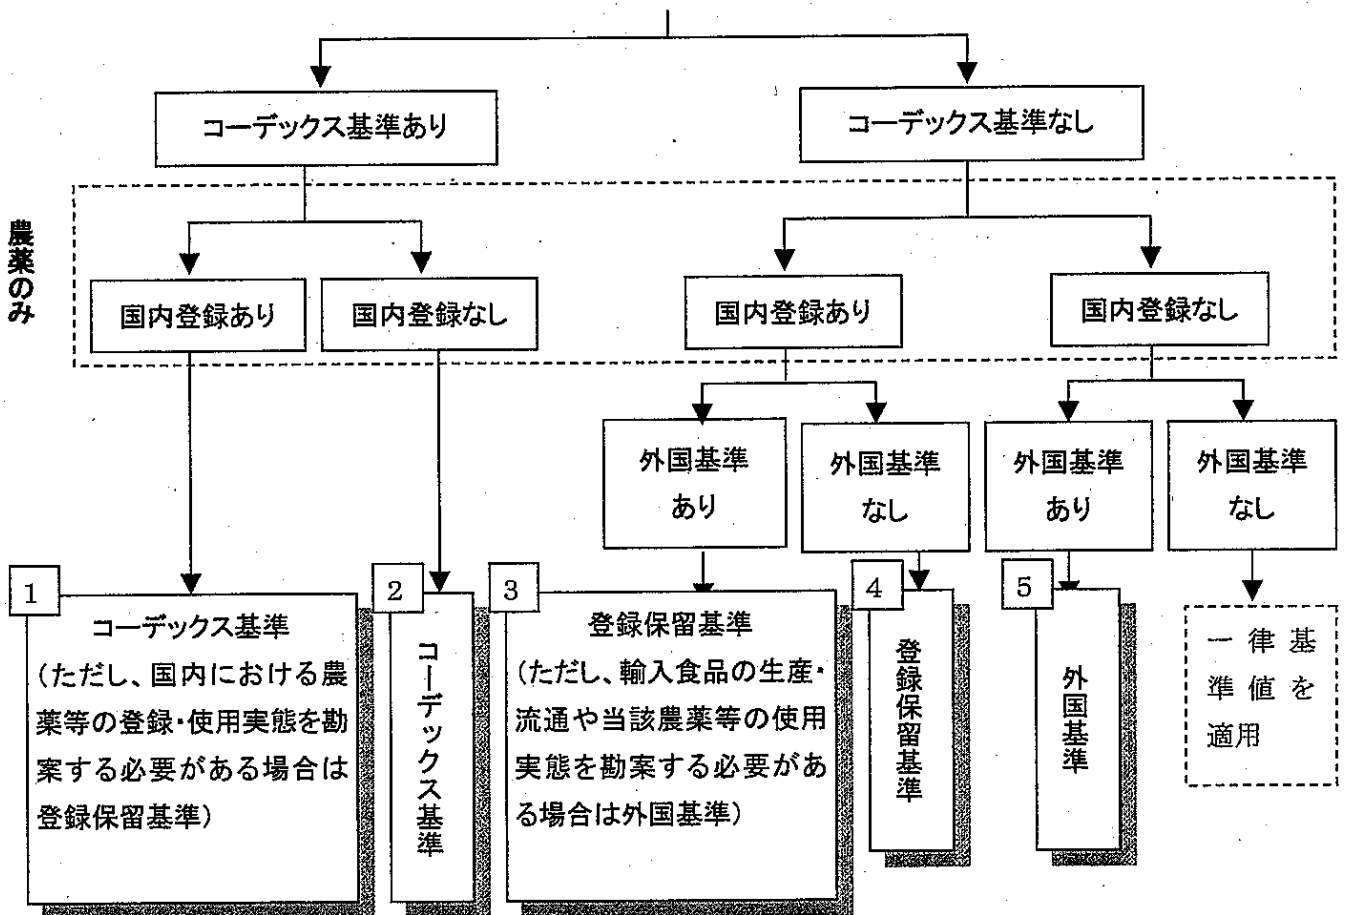 コーデックス基準あり
コーデックス基準なし
農薬のみ
国内登録あり
国内登録なし
国内登録あり
国内登録なし
外国基準
あり
外国基準
なし
外国基準
あり
外国基準
なし
1
コーデックス基準
(ただし、国内における農
薬等の登録・使用実態を勘
案する必要がある場合は
登録保留基準)
2
コーデックス基準
3
登録保留基準
(ただし、輸入食品の生産・
流通や当該農薬等の使用
実態を勘案する必要があ
る場合は外国基準)
4
登録保留基準
5
外国基準
一律基
準値を
適用